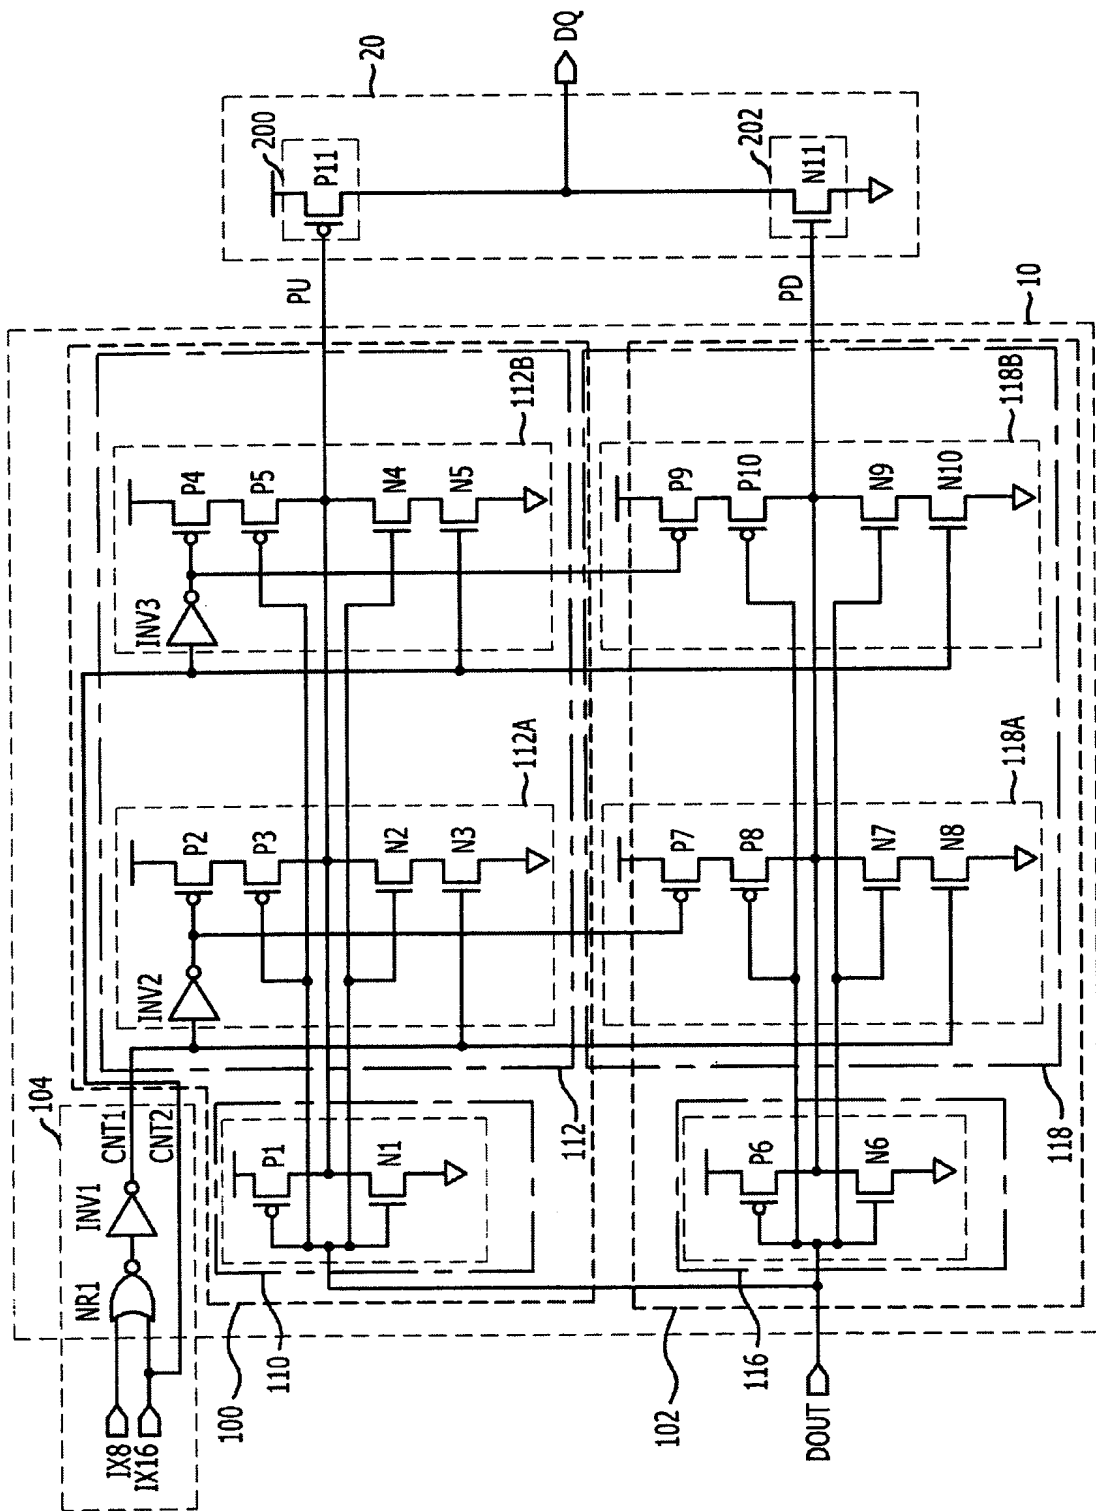 IX8
IX16
NR1
INV1
CNT1
CNT2
104
INV2
P2
P3
N2
N3
112A
INV3
P4
P5
N4
N5
112B
P1
N1
110
100
112
PU
200
P11
20
DQ
202
N11
PD
10
P7
P8
N7
N8
118A
P9
P10
N9
N10
118B
P6
N6
116
102
118
DOUT